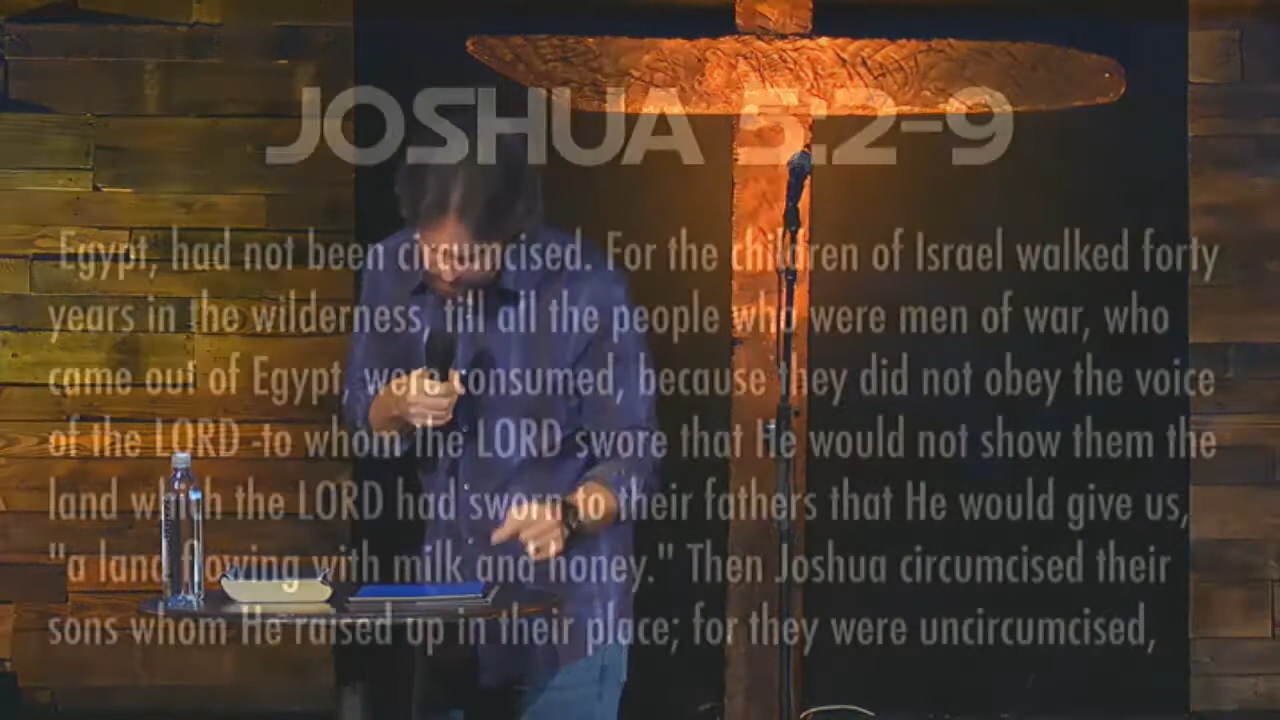 JOSHUA 5:2-9
Egypt, had not been circumcised. For the children of Israel walked forty
years in the wilderness, till all the people who were men of war, who
came out of Egypt, were consumed, because they did not obey the voice
of the LORD -to whom the LORD swore that He would not show them the
land which the LORD had sworn to their fathers that He would give us,
"a land flowing with milk and honey." Then Joshua circumcised their
sons whom He raised up in their place; for they were uncircumcised,